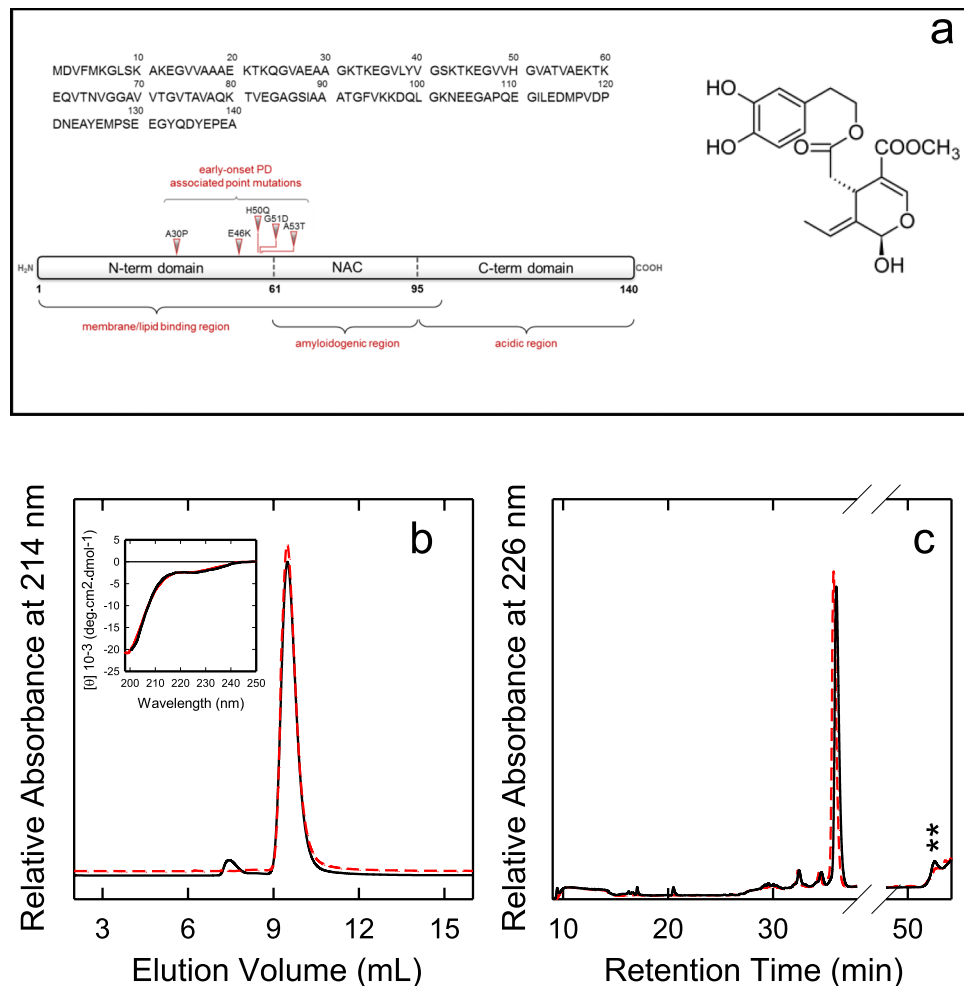 a
10 20 30 40 50 60
MDVFMKGLSK AKEGVVAAAE KTKQGVAEAA GKTKEGVLYV GSKTKEGVVH GVATVAEKTK
70 80 90 100 110 120
EQVTNVGGAV VTGVTAVAQK TVEGAGSIAA ATGFVKKDQL GKNEEGAPQE GILEDMPVDP
130 140
DNEAYEMPSE EGYQDYEPEA
early-onset PD
associated point mutations
H50Q
G51D
A30P E46K A53T
H₂N N-term domain NAC C-term domain COOH
1 61 95 140
membrane/lipid binding region
amyloidogenic region acidic region
HO
HO
O
O
COOCH3
O
OH
b
Relative Absorbance at 214 nm
[θ] 10-3 (deg.cm2.dmol-1)
5
0
-5
-10
-15
-20
-25
200 210 220 230 240 250
Wavelength (nm)
3 6 9 12 15
Elution Volume (mL)
c
Relative Absorbance at 226 nm
**
10 20 30 50
Retention Time (min)